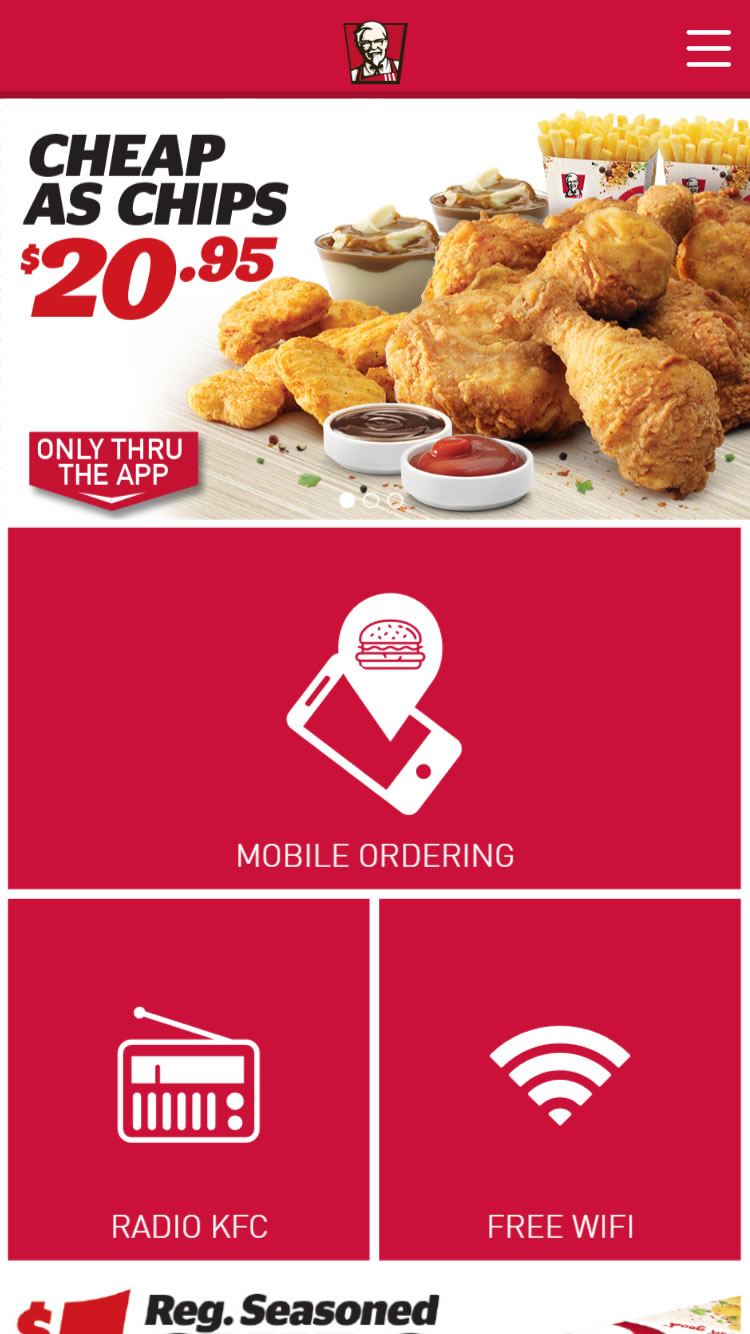 CHEAP
AS CHIPS
$20.95
ONLY THRU
THE APP
MOBILE ORDERING
RADIO KFC
FREE WIFI
Reg. Seasoned